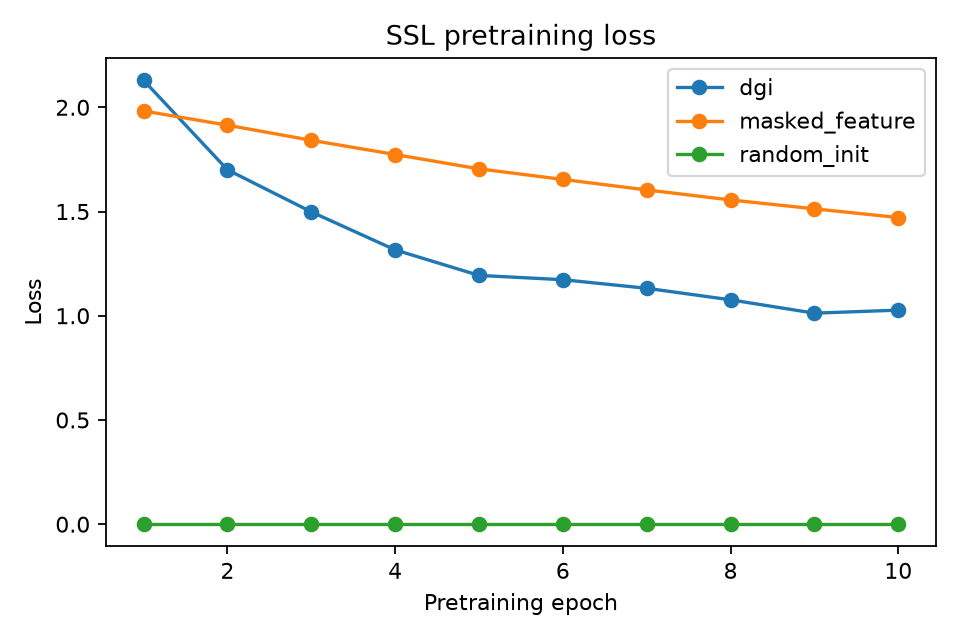 SSL pretraining loss
dgi
masked_feature
random_init
2.0
1.5
1.0
0.5
0.0
Loss
2 4 6 8 10
Pretraining epoch